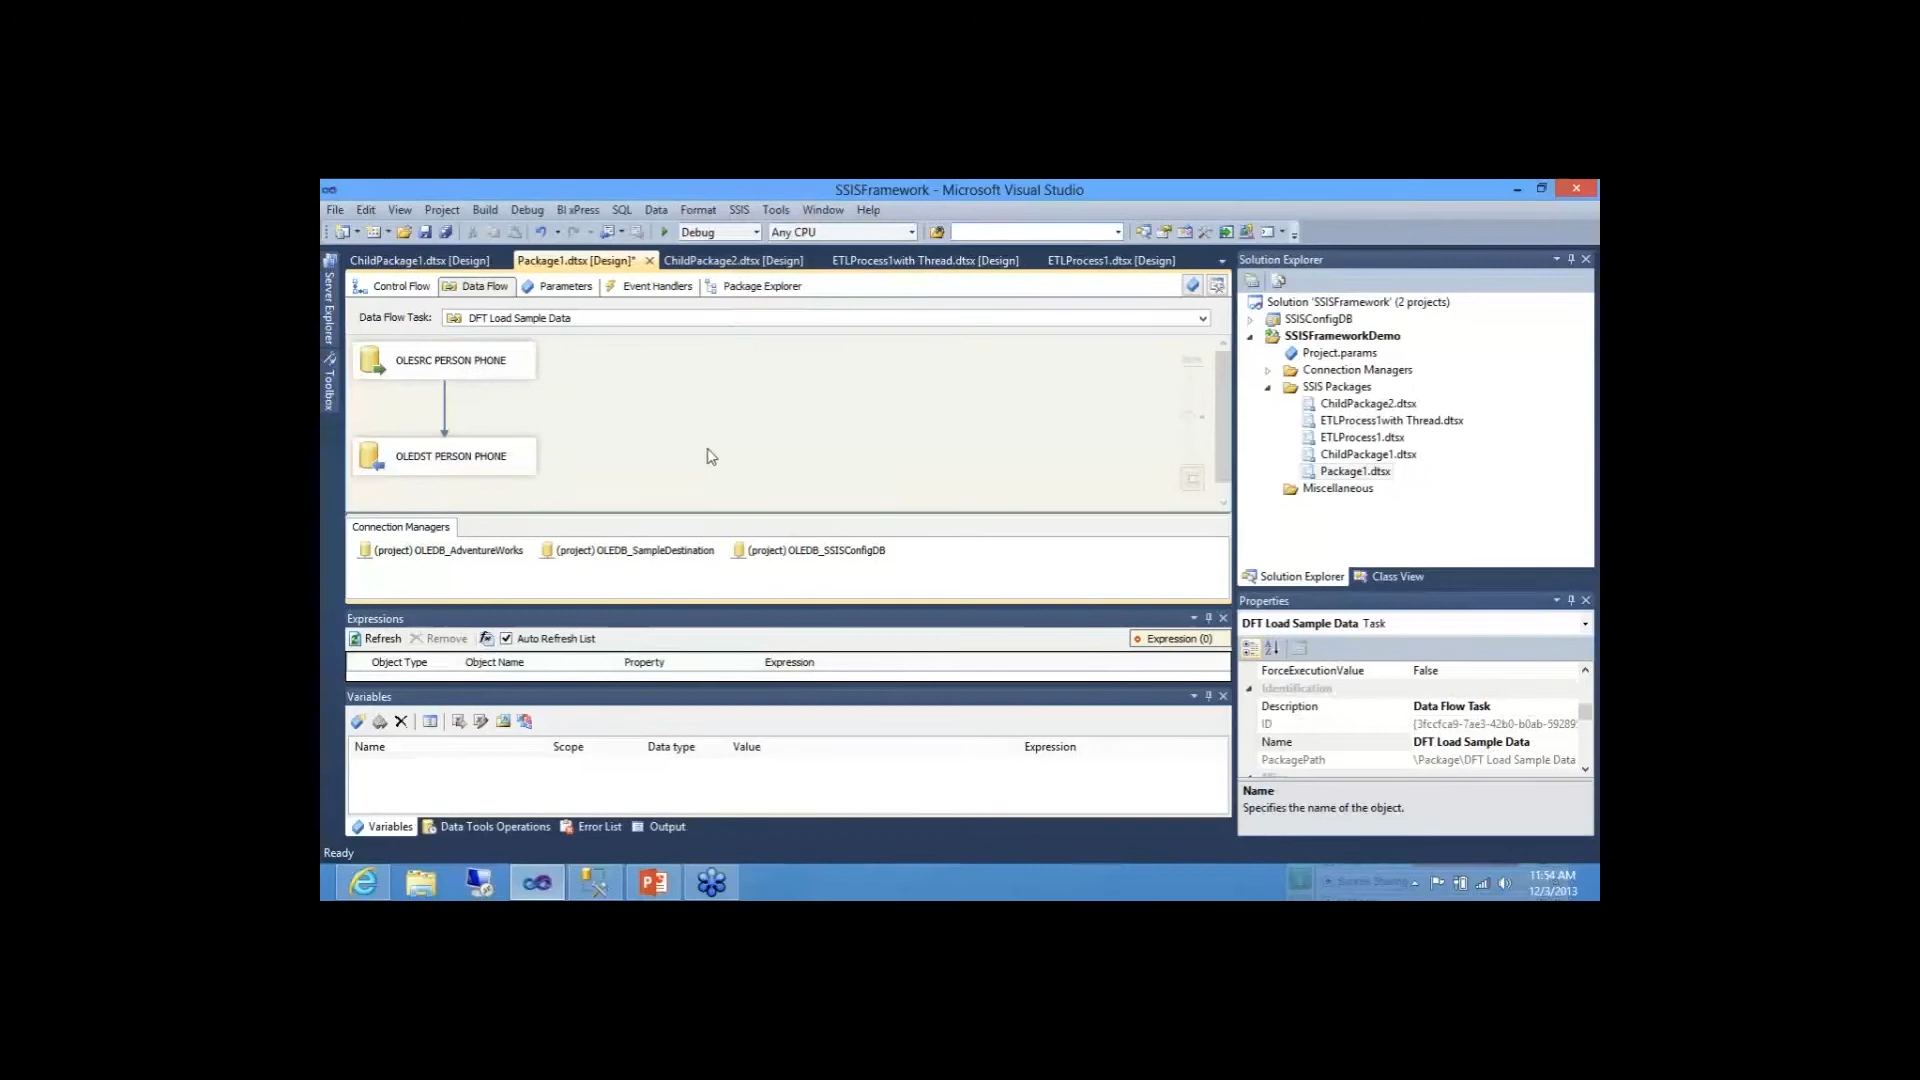 SSISFramework - Microsoft Visual Studio
File Edit View Project Build Debug BI xPress SQL Data Format SSIS Tools Window Help
Debug Any CPU
Server Explorer
Toolbox
ChildPackage1.dtsx [Design] Package1.dtsx [Design]* ChildPackage2.dtsx [Design] ETLProcess1with Thread.dtsx [Design] ETLProcess1.dtsx [Design]
Control Flow Data Flow Parameters Event Handlers Package Explorer
Data Flow Task: DFT Load Sample Data
OLESRC PERSON PHONE
OLEDST PERSON PHONE
Connection Managers
(project) OLEDB_AdventureWorks (project) OLEDB_SampleDestination (project) OLEDB_SSISConfigDB
Expressions
Refresh Remove Auto Refresh List Expression (0)
Object Type Object Name Property Expression
Variables
Name Scope Data type Value Expression
Variables Data Tools Operations Error List Output
Ready
Solution Explorer
Solution 'SSISFramework' (2 projects)
SSISConfigDB
SSISFrameworkDemo
Project.params
Connection Managers
SSIS Packages
ChildPackage2.dtsx
ETLProcess1with Thread.dtsx
ETLProcess1.dtsx
ChildPackage1.dtsx
Package1.dtsx
Miscellaneous
Solution Explorer Class View
Properties
DFT Load Sample Data Task
ForceExecutionValue False
Identification
Description Data Flow Task
ID {3fccfca9-7ae3-42b0-b0ab-59289
Name DFT Load Sample Data
PackagePath \Package\DFT Load Sample Data
Name
Specifies the name of the object.
11:54 AM
12/3/2013